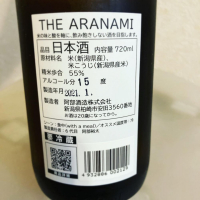 THE ARANAMI
品目 日本酒 内容量 720ml
原材料名 米(新潟県産)、
米こうじ(新潟県産米)
精米歩合 55%
アルコール分 15 度
製造年月 2021.1.
製造者 阿部酒造株式会社
新潟県柏崎市安田3560番地
お酒は20歳になってから
要冷蔵